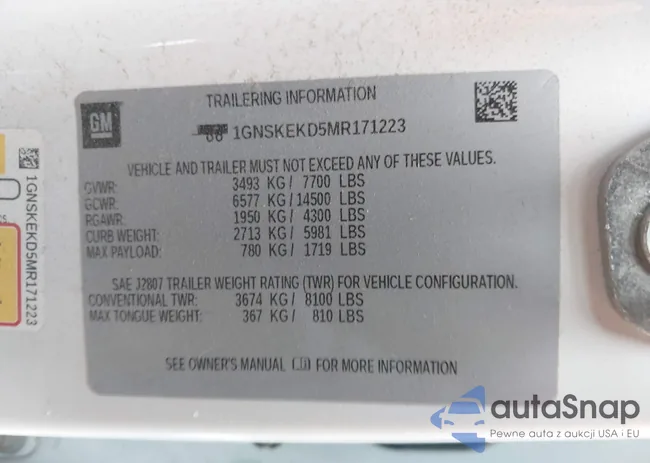 TRAILERING INFORMATION
GM
1GNSKEKD5MR171223
VEHICLE AND TRAILER MUST NOT EXCEED ANY OF THESE VALUES.
GVWR: 3493 KG / 7700 LBS
GCWR: 6577 KG / 14500 LBS
RGAWR: 1950 KG / 4300 LBS
CURB WEIGHT: 2713 KG / 5981 LBS
MAX PAYLOAD: 780 KG / 1719 LBS
SAE J2807 TRAILER WEIGHT RATING (TWR) FOR VEHICLE CONFIGURATION.
CONVENTIONAL TWR: 3674 KG / 8100 LBS
MAX TONGUE WEIGHT: 367 KG / 810 LBS
SEE OWNER'S MANUAL FOR MORE INFORMATION
1GNSKEKD5MR171223
autaSnap
Pewne auta z aukcji USA i EU